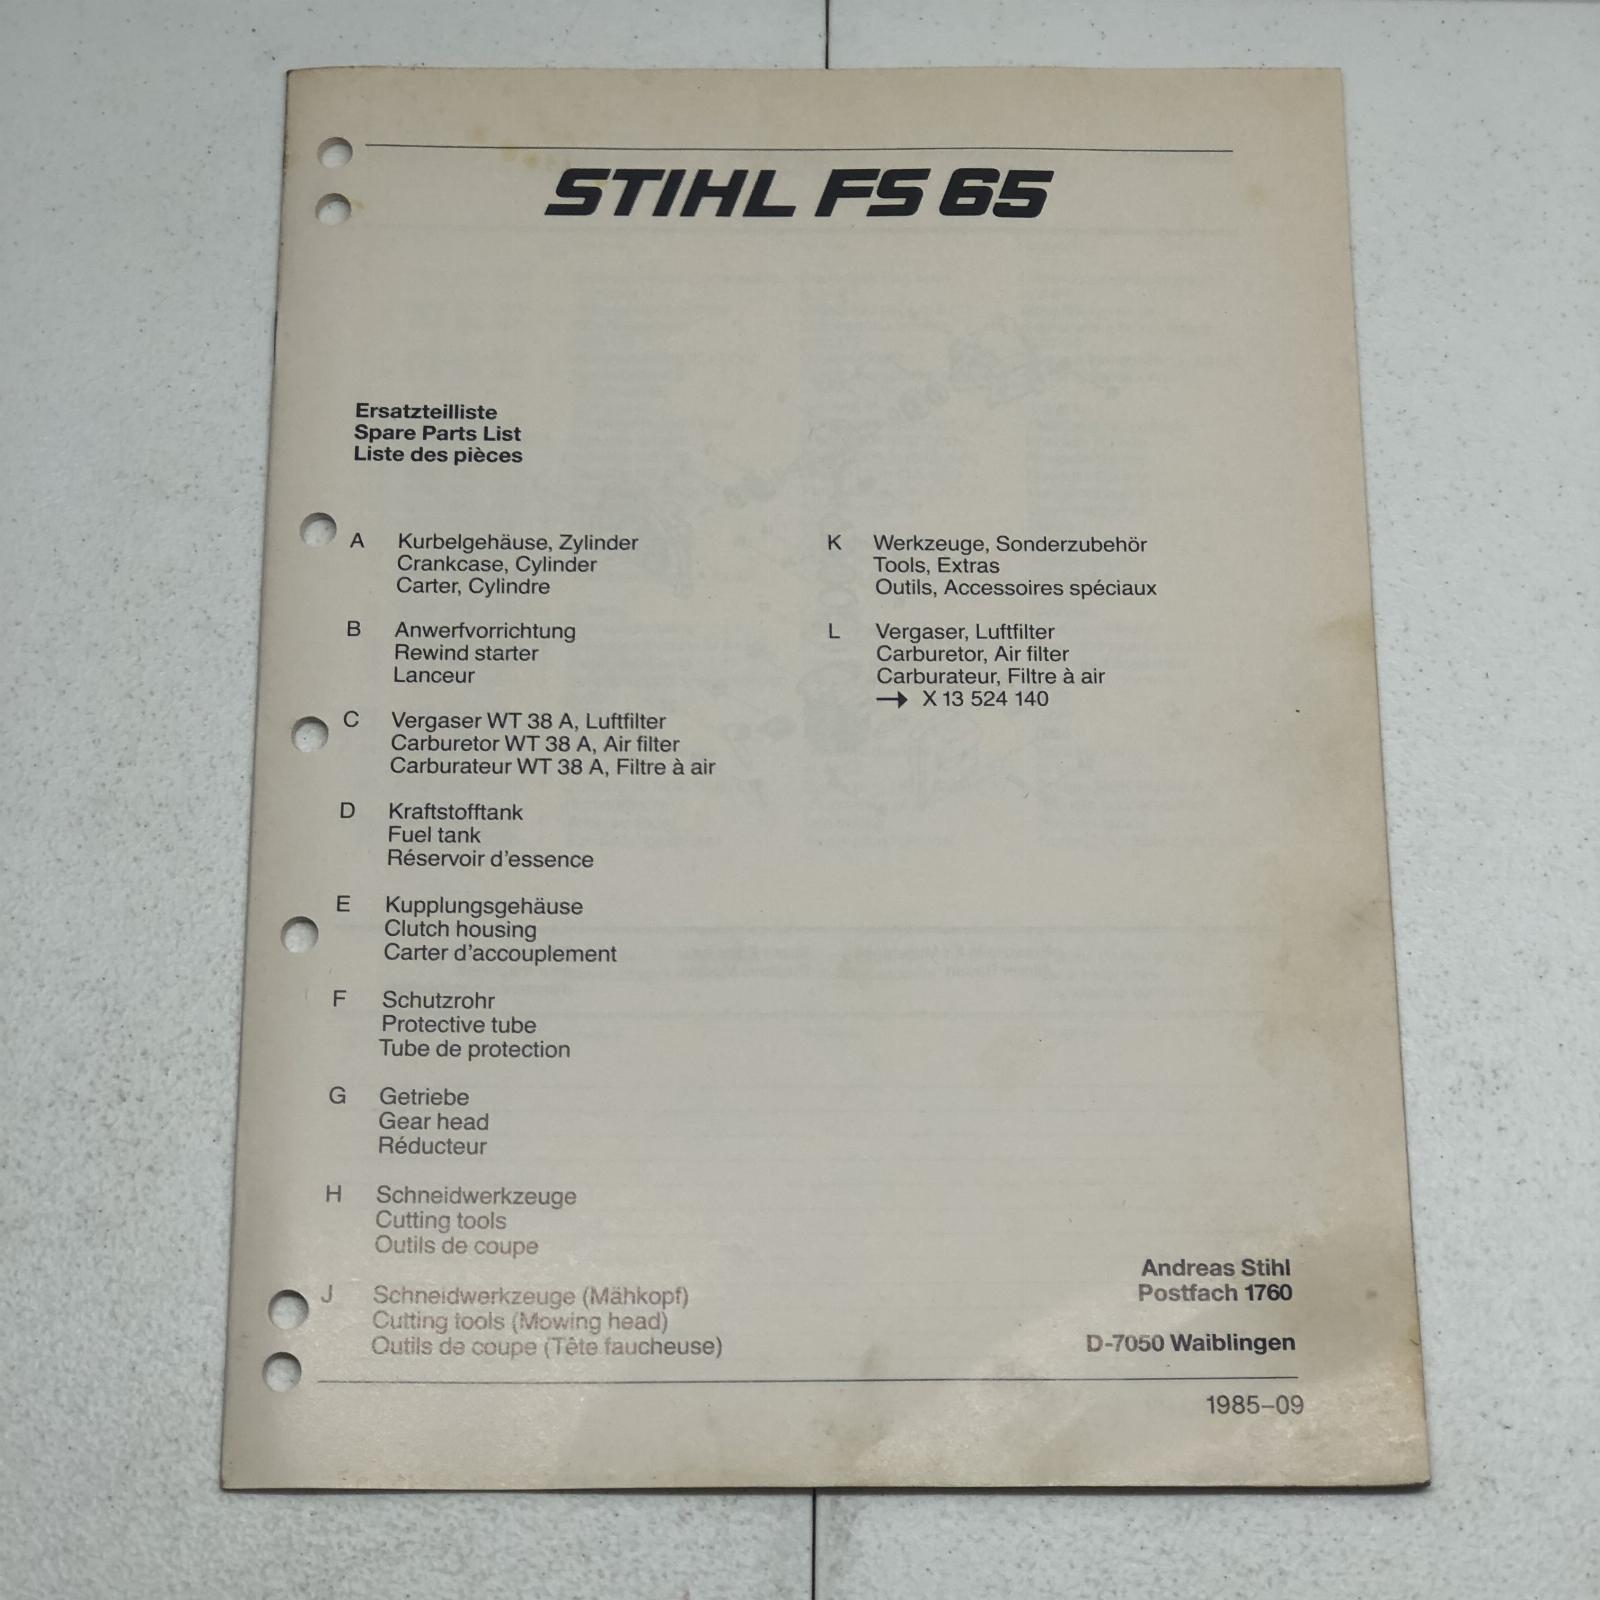 STIHL FS 65
Ersatzteilliste
Spare Parts List
Liste des pièces
A Kurbelgehäuse, Zylinder
Crankcase, Cylinder
Carter, Cylindre
B Anwerfvorrichtung
Rewind starter
Lanceur
C Vergaser WT 38 A, Luftfilter
Carburetor WT 38 A, Air filter
Carburateur WT 38 A, Filtre à air
D Kraftstofftank
Fuel tank
Réservoir d'essence
E Kupplungsgehäuse
Clutch housing
Carter d'accouplement
F Schutzrohr
Protective tube
Tube de protection
G Getriebe
Gear head
Réducteur
H Schneidwerkzeuge
Cutting tools
Outils de coupe
J Schneidwerkzeuge (Mähkopf)
Cutting tools (Mowing head)
Outils de coupe (Tête faucheuse)
K Werkzeuge, Sonderzubehör
Tools, Extras
Outils, Accessoires spéciaux
L Vergaser, Luftfilter
Carburetor, Air filter
Carburateur, Filtre à air
→ X 13 524 140
Andreas Stihl
Postfach 1760
D-7050 Waiblingen
1985–09